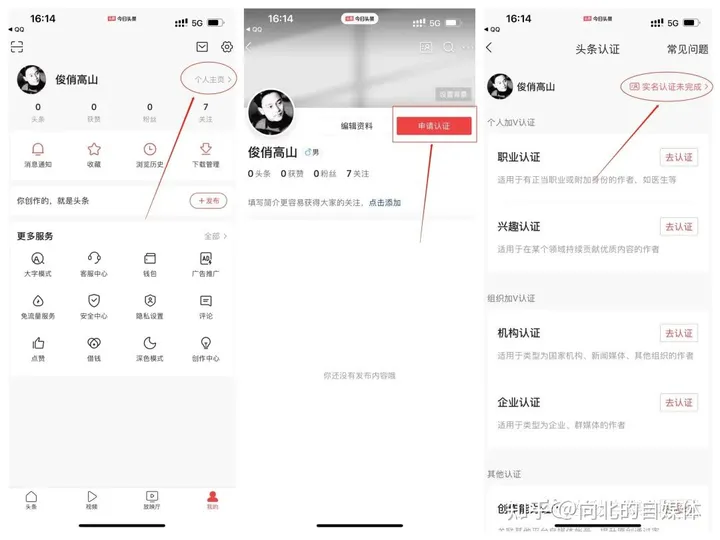 16:14
今日头条
5G
QQ
俊俏高山
个人主页
0 0 0 7
头条 获赞 粉丝 关注
消息通知 收藏 浏览历史 下载管理
你创作的,就是头条
+发布
更多服务
全部
大字模式 客服中心 钱包 广告推广
免流量服务 安全中心 隐私设置 评论
点赞 借钱 深色模式 创作中心
头条 视频 放映厅 我的
16:14
今日头条
5G
QQ
设置背景
编辑资料
申请认证
俊俏高山 男
0头条 0获赞 0粉丝 7关注
填写简介更容易获得大家的关注,点击添加
你还没有发布内容哦
16:14
今日头条
5G
QQ
头条认证
常见问题
俊俏高山
实名认证未完成
个人加V认证
职业认证
去认证
适用于有正当职业或附加身份的作者,如医生等
兴趣认证
去认证
适用于在某个领域持续贡献优质内容的作者
组织加V认证
机构认证
去认证
适用于类型为国家机构、新闻媒体、其他组织的作者
企业认证
去认证
适用于类型为企业、群媒体的作者
其他认证
知乎 @向北的自媒体